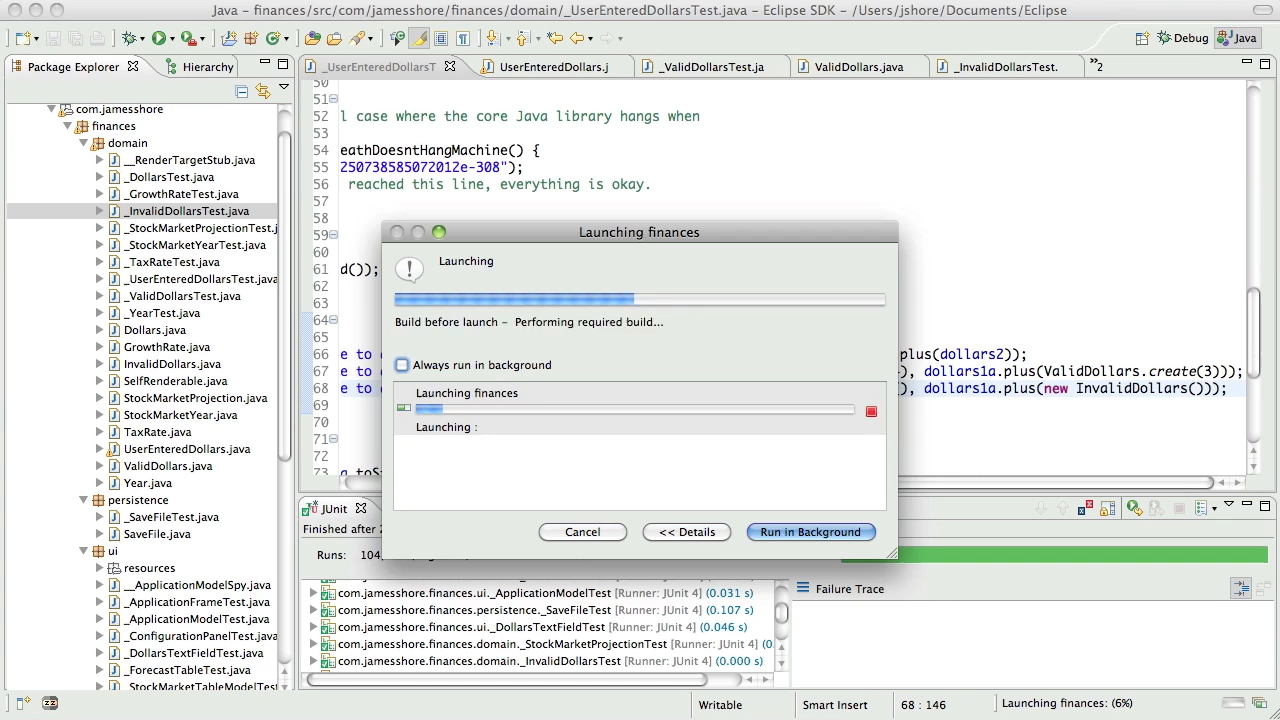 Java – finances/src/com/jamesshore/finances/domain/_UserEnteredDollarsTest.java – Eclipse SDK – /Users/jshore/Documents/Eclipse
Debug
Java
Package Explorer
Hierarchy
_UserEnteredDollarsT
UserEnteredDollars.j
_ValidDollarsTest.ja
ValidDollars.java
_InvalidDollarsTest.
»2
com.jamesshore
finances
domain
__RenderTargetStub.java
_DollarsTest.java
_GrowthRateTest.java
_InvalidDollarsTest.java
_StockMarketProjectionTest.j
_StockMarketYearTest.java
_TaxRateTest.java
_UserEnteredDollarsTest.java
_ValidDollarsTest.java
_YearTest.java
Dollars.java
GrowthRate.java
InvalidDollars.java
SelfRenderable.java
StockMarketProjection.java
StockMarketYear.java
TaxRate.java
UserEnteredDollars.java
ValidDollars.java
Year.java
persistence
_SaveFileTest.java
SaveFile.java
ui
resources
__ApplicationModelSpy.java
_ApplicationFrameTest.java
_ApplicationModelTest.java
_ConfigurationPanelTest.java
_DollarsTextFieldTest.java
_ForecastTableTest.java
_StockMarketTableModelTest
50
51
52 l case where the core Java library hangs when
53
54 eathDoesntHangMachine() {
55 250738585072012e-308");
56 reached this line, everything is okay.
57
58
59
60
61 d());
62
63
64
65
66 e to plus(dollars2));
67 e to ), dollars1a.plus(ValidDollars.create(3)));
68 e to (), dollars1a.plus(new InvalidDollars()));
69
70
71
72
73
Launching finances
Launching
Build before launch – Performing required build...
Always run in background
Launching finances
Launching :
Cancel
<< Details
Run in Background
JUnit
Finished after 2
Runs: 104
com.jamesshore.finances.ui._ApplicationModelTest [Runner: JUnit 4] (0.031 s)
com.jamesshore.finances.persistence._SaveFileTest [Runner: JUnit 4] (0.107 s)
com.jamesshore.finances.ui._DollarsTextFieldTest [Runner: JUnit 4] (0.046 s)
com.jamesshore.finances.domain._StockMarketProjectionTest [Runner: JUnit 4] (0.
com.jamesshore.finances.domain._InvalidDollarsTest [Runner: JUnit 4] (0.000 s)
Failure Trace
Writable
Smart Insert
68 : 146
Launching finances: (6%)